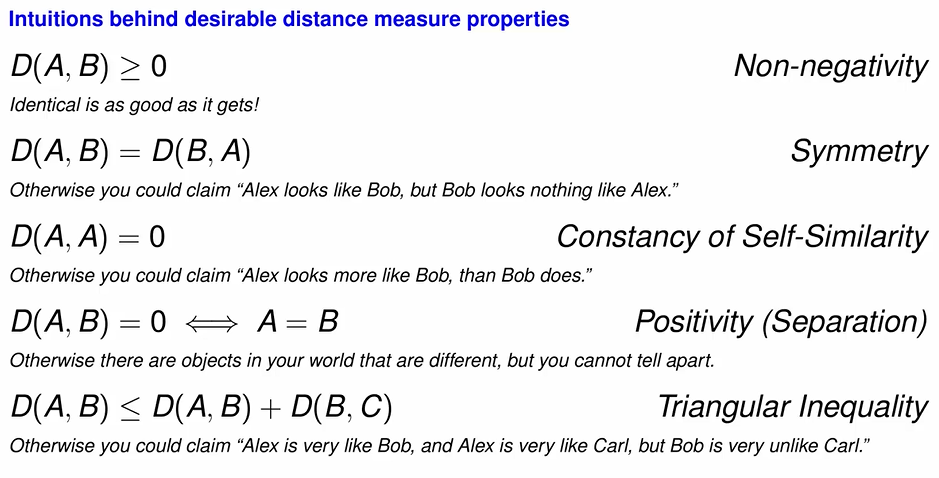 Intuitions behind desirable distance measure properties
D(A, B) ≥ 0 Non-negativity
Identical is as good as it gets!
D(A, B) = D(B, A) Symmetry
Otherwise you could claim “Alex looks like Bob, but Bob looks nothing like Alex.”
D(A, A) = 0 Constancy of Self-Similarity
Otherwise you could claim “Alex looks more like Bob, than Bob does.”
D(A, B) = 0 ⟺ A = B Positivity (Separation)
Otherwise there are objects in your world that are different, but you cannot tell apart.
D(A, B) ≤ D(A, B) + D(B, C) Triangular Inequality
Otherwise you could claim “Alex is very like Bob, and Alex is very like Carl, but Bob is very unlike Carl.”